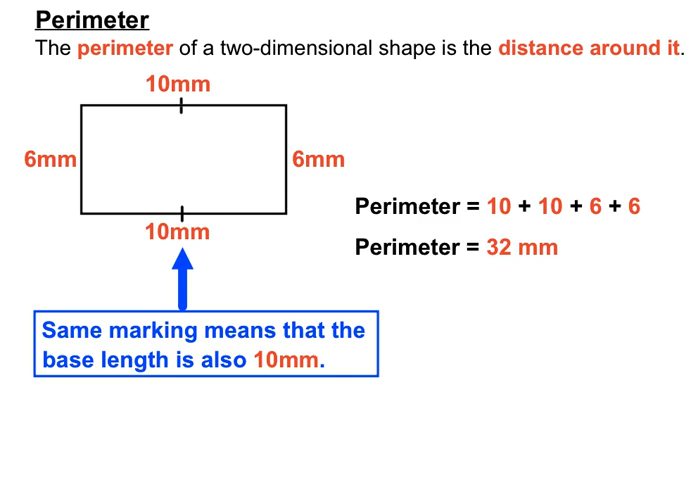 Perimeter
The perimeter of a two-dimensional shape is the distance around it.
10mm
6mm
6mm
10mm
Perimeter = 10 + 10 + 6 + 6
Perimeter = 32 mm
Same marking means that the
base length is also 10mm.